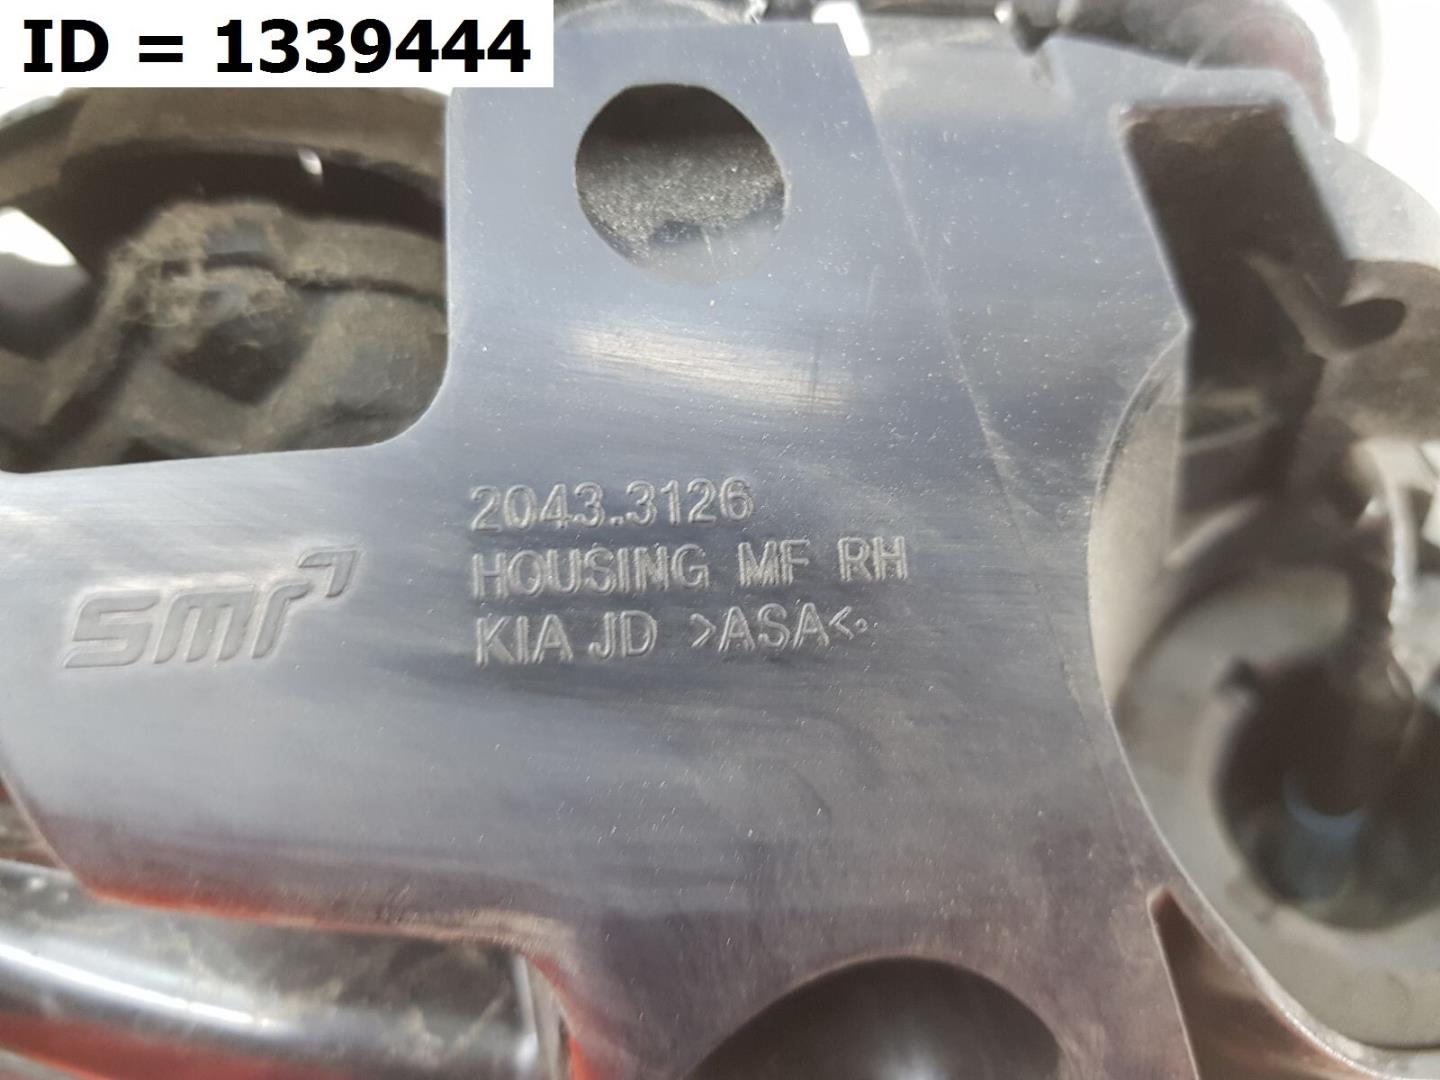 ID = 1339444
2043.3126
HOUSING MF RH
KIA JD >ASA<
smr